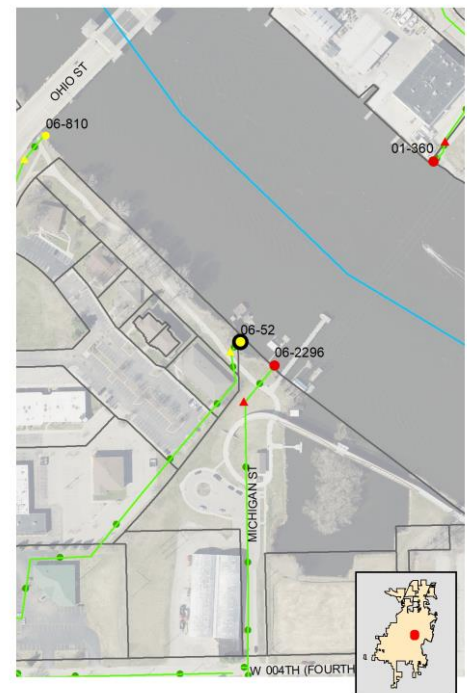 OHIO ST
06-810
01-360
06-52
06-2296
MICHIGAN ST
W 004TH (FOURTH